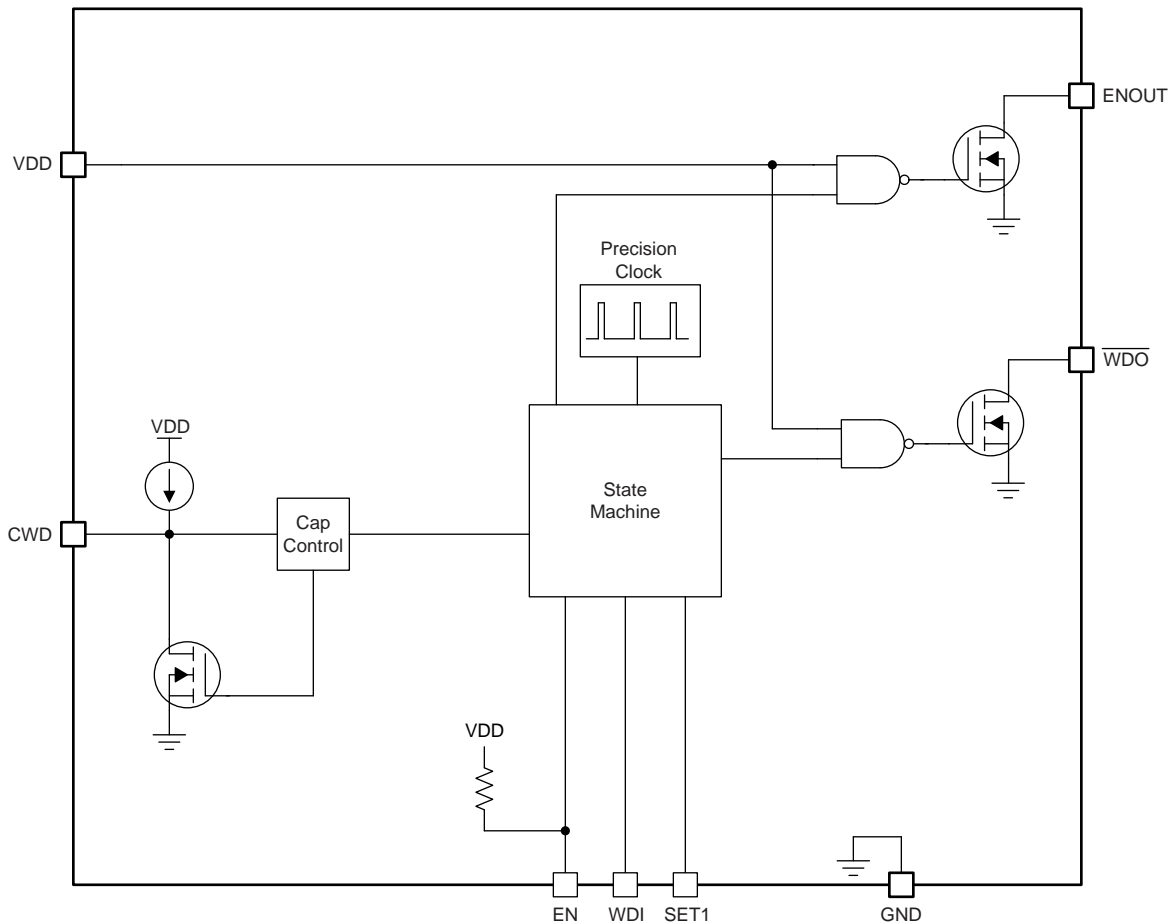 ENOUT
VDD
Precision
Clock
WDO
VDD
State
Machine
CWD
Cap
Control
VDD
EN
WDI
SET1
GND